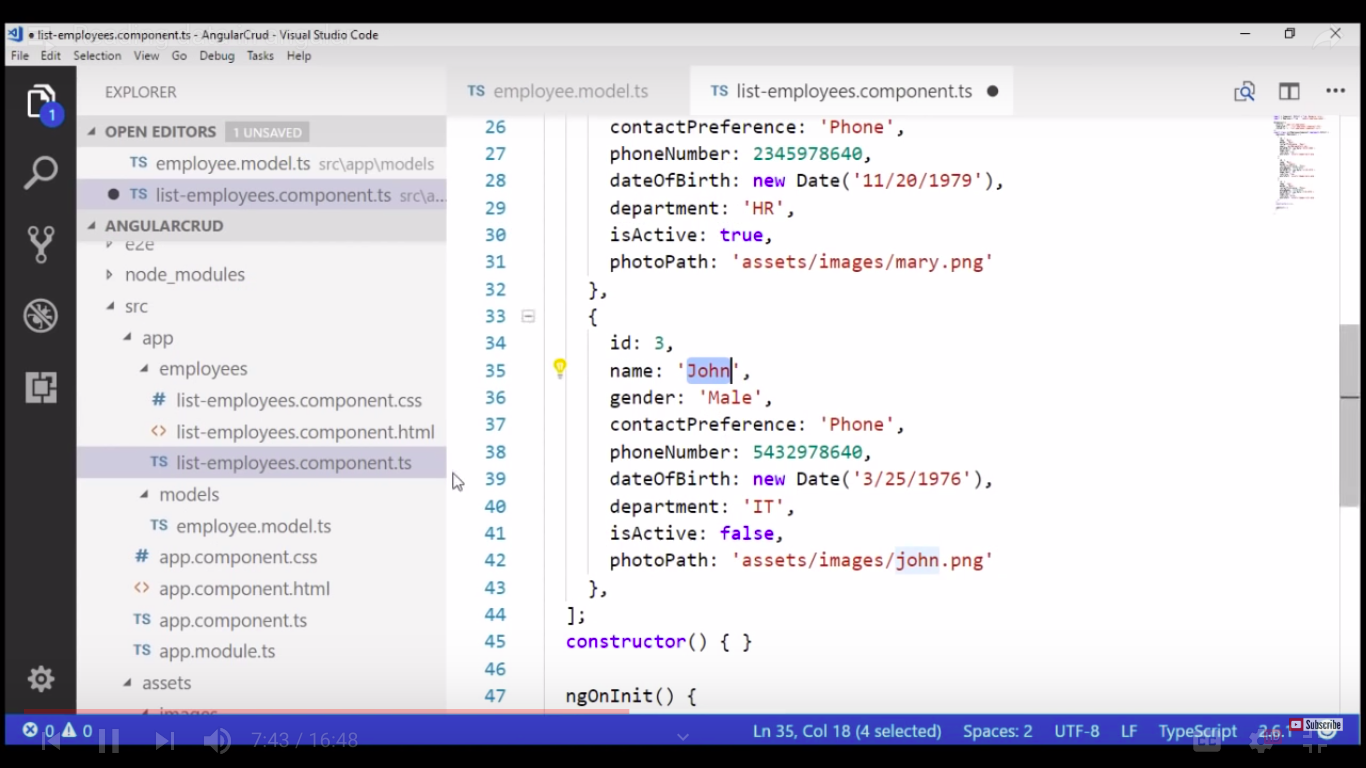 • list-employees.component.ts - AngularCrud - Visual Studio Code
File Edit Selection View Go Debug Tasks Help
EXPLORER
1
OPEN EDITORS 1 UNSAVED
TS employee.model.ts src\app\models
● TS list-employees.component.ts src\a...
ANGULARCRUD
e2e
node_modules
src
app
employees
# list-employees.component.css
<> list-employees.component.html
TS list-employees.component.ts
models
TS employee.model.ts
# app.component.css
<> app.component.html
TS app.component.ts
TS app.module.ts
assets
images
TS employee.model.ts
TS list-employees.component.ts ●
26 contactPreference: 'Phone',
27 phoneNumber: 2345978640,
28 dateOfBirth: new Date('11/20/1979'),
29 department: 'HR',
30 isActive: true,
31 photoPath: 'assets/images/mary.png'
32 },
33 {
34 id: 3,
35 name: 'John',
36 gender: 'Male',
37 contactPreference: 'Phone',
38 phoneNumber: 5432978640,
39 dateOfBirth: new Date('3/25/1976'),
40 department: 'IT',
41 isActive: false,
42 photoPath: 'assets/images/john.png'
43 },
44 ];
45 constructor() { }
46
47 ngOnInit() {
0 0 Ln 35, Col 18 (4 selected) Spaces: 2 UTF-8 LF TypeScript 2.6.1
Subscribe
7:43 / 16:48
CC